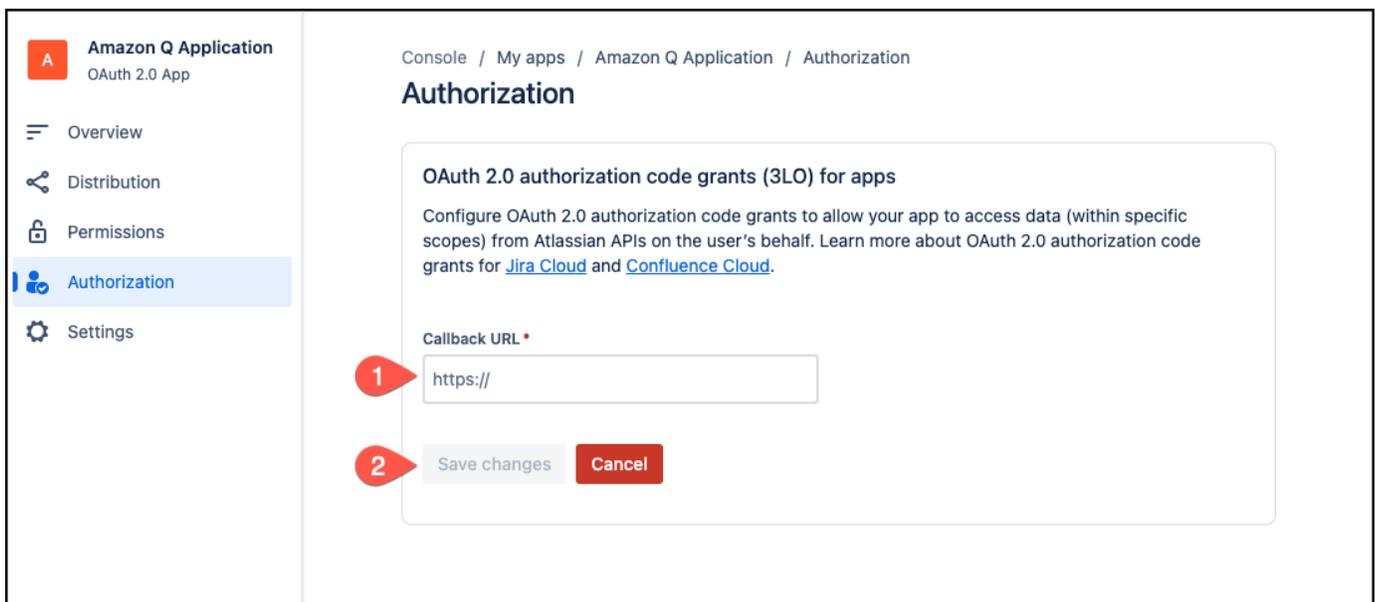 A
Amazon Q Application
OAuth 2.0 App
Overview
Distribution
Permissions
Authorization
Settings
Console / My apps / Amazon Q Application / Authorization
Authorization
OAuth 2.0 authorization code grants (3LO) for apps
Configure OAuth 2.0 authorization code grants to allow your app to access data (within specific
scopes) from Atlassian APIs on the user's behalf. Learn more about OAuth 2.0 authorization code
grants for Jira Cloud and Confluence Cloud.
Callback URL *
1
https://
2
Save changes
Cancel